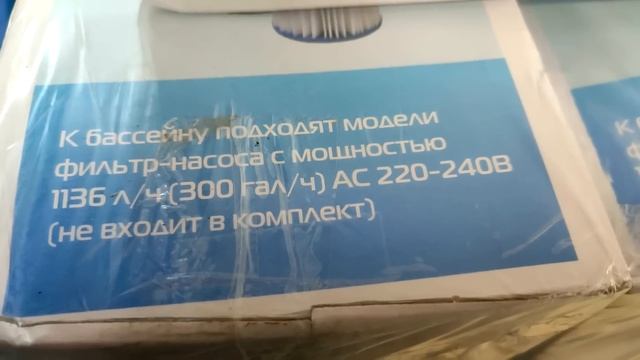 К бассейну подходят модели
фильтр-насоса с мощностью
1136 л/ч (300 гал/ч) AC 220-240В
(не входит в комплект)